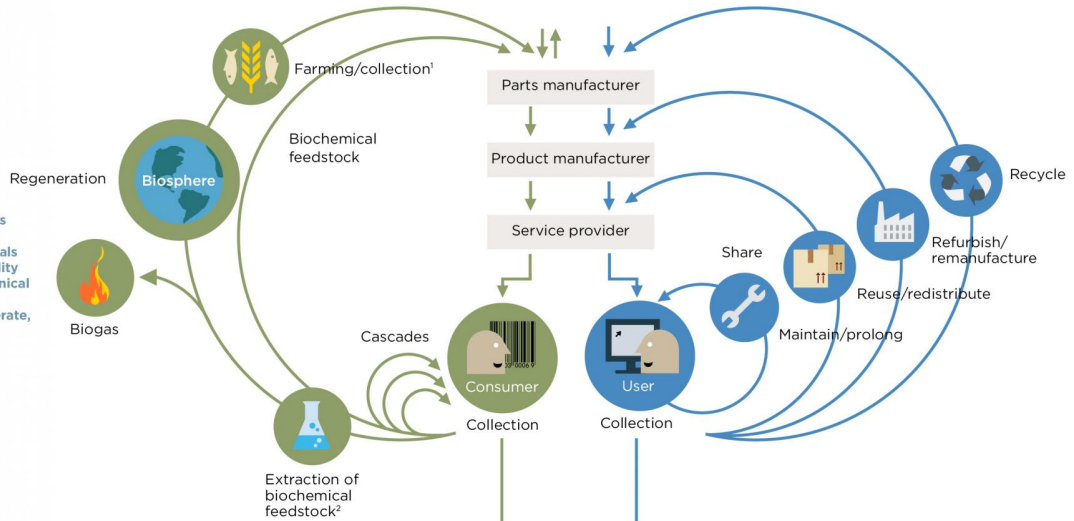 Farming/collection¹
Parts manufacturer
Biochemical
feedstock
Product manufacturer
Regeneration
Biosphere
Recycle
Service provider
Share
Refurbish/
remanufacture
Reuse/redistribute
Biogas
Maintain/prolong
Cascades
Consumer
User
Collection
Collection
Extraction of
biochemical
feedstock²